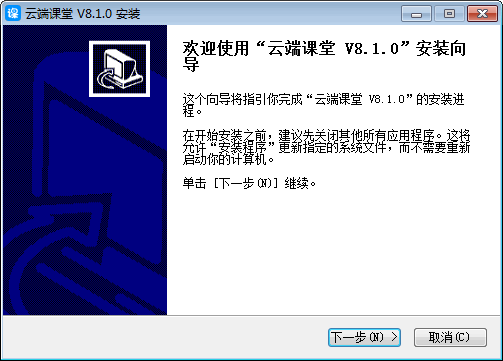 云端课堂 V8.1.0 安装
欢迎使用“云端课堂 V8.1.0”安装向
导
这个向导将指引你完成“云端课堂 V8.1.0”的安装进
程。
在开始安装之前，建议先关闭其他所有应用程序。这将
允许“安装程序”更新指定的系统文件，而不需要重新
启动你的计算机。
单击 [下一步(N)] 继续。
下一步(N) >
取消(C)